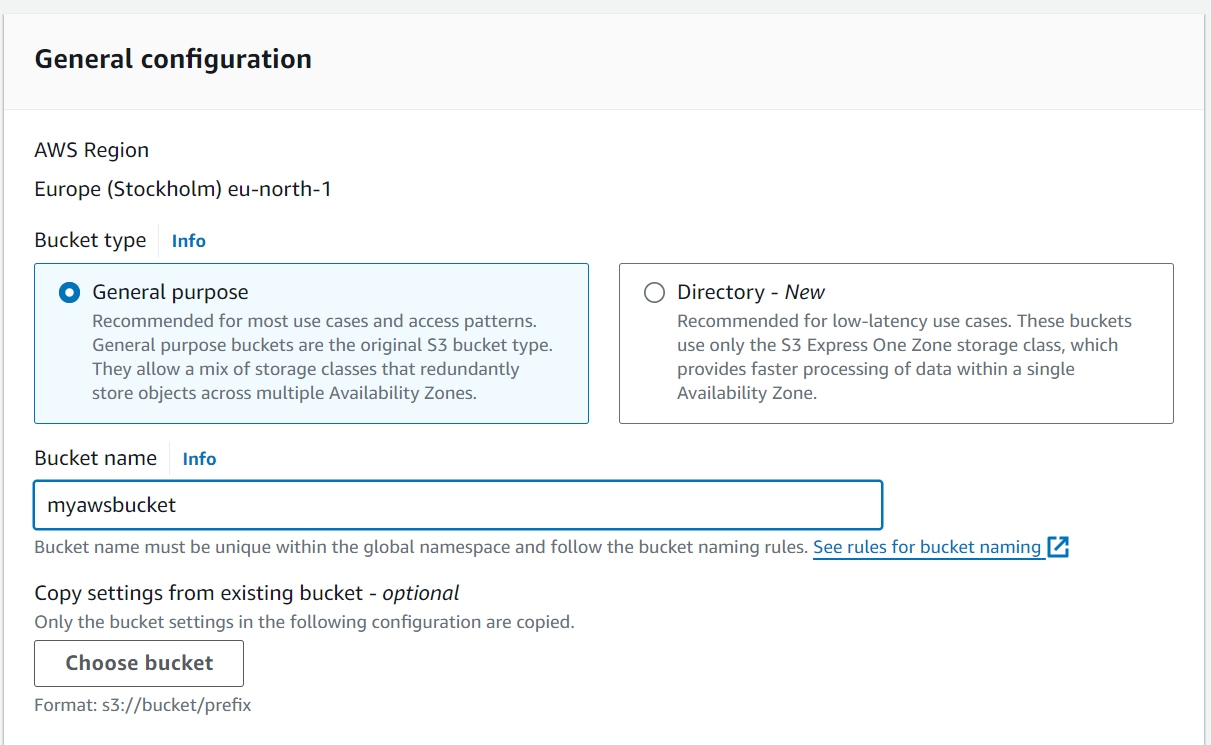 General configuration
AWS Region
Europe (Stockholm) eu-north-1
Bucket type Info
General purpose
Recommended for most use cases and access patterns.
General purpose buckets are the original S3 bucket type.
They allow a mix of storage classes that redundantly
store objects across multiple Availability Zones.
Directory - New
Recommended for low-latency use cases. These buckets
use only the S3 Express One Zone storage class, which
provides faster processing of data within a single
Availability Zone.
Bucket name Info
myawsbucket
Bucket name must be unique within the global namespace and follow the bucket naming rules. See rules for bucket naming
Copy settings from existing bucket - optional
Only the bucket settings in the following configuration are copied.
Choose bucket
Format: s3://bucket/prefix